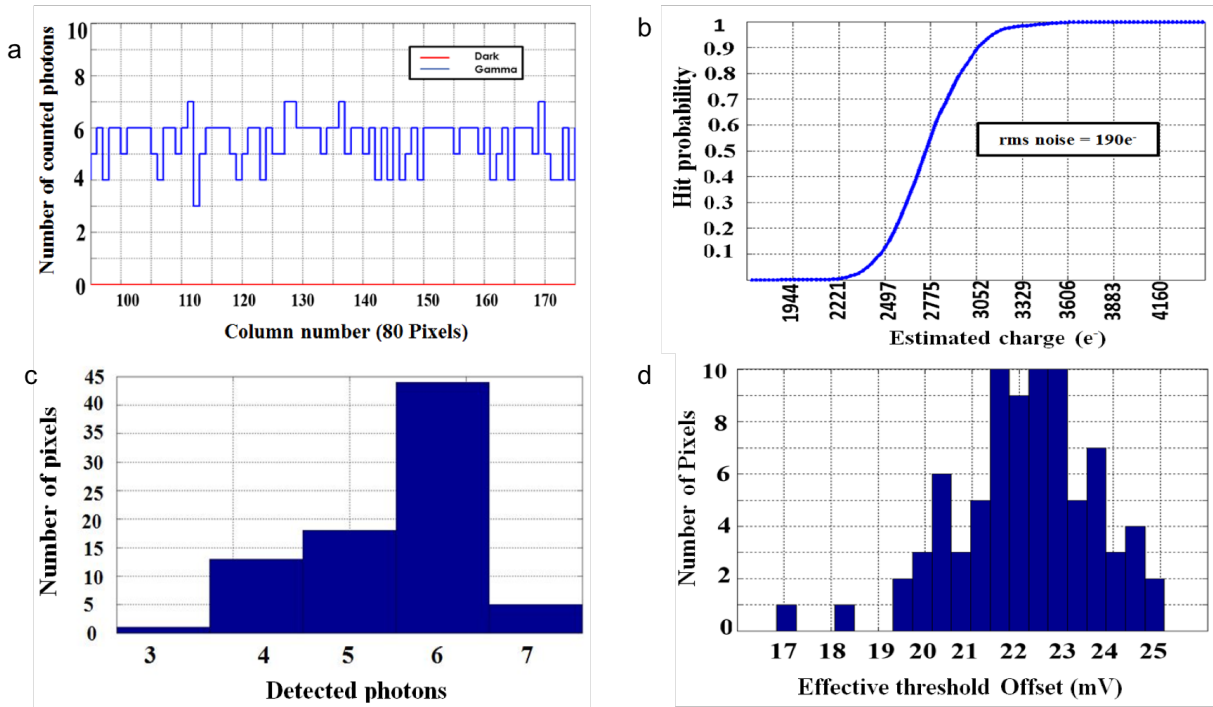 a
Number of counted photons
10
8
6
4
2
0
Dark
Gamma
100 110 120 130 140 150 160 170
Column number (80 Pixels)
b
Hit probability
1
0.9
0.8
0.7
0.6
0.5
0.4
0.3
0.2
0.1
rms noise = 190e-
1944 2221 2497 2775 3052 3329 3606 3883 4160
Estimated charge (e-)
c
Number of pixels
45
40
35
30
25
20
15
10
5
0
3 4 5 6 7
Detected photons
d
Number of Pixels
10
8
6
4
2
0
17 18 19 20 21 22 23 24 25
Effective threshold Offset (mV)